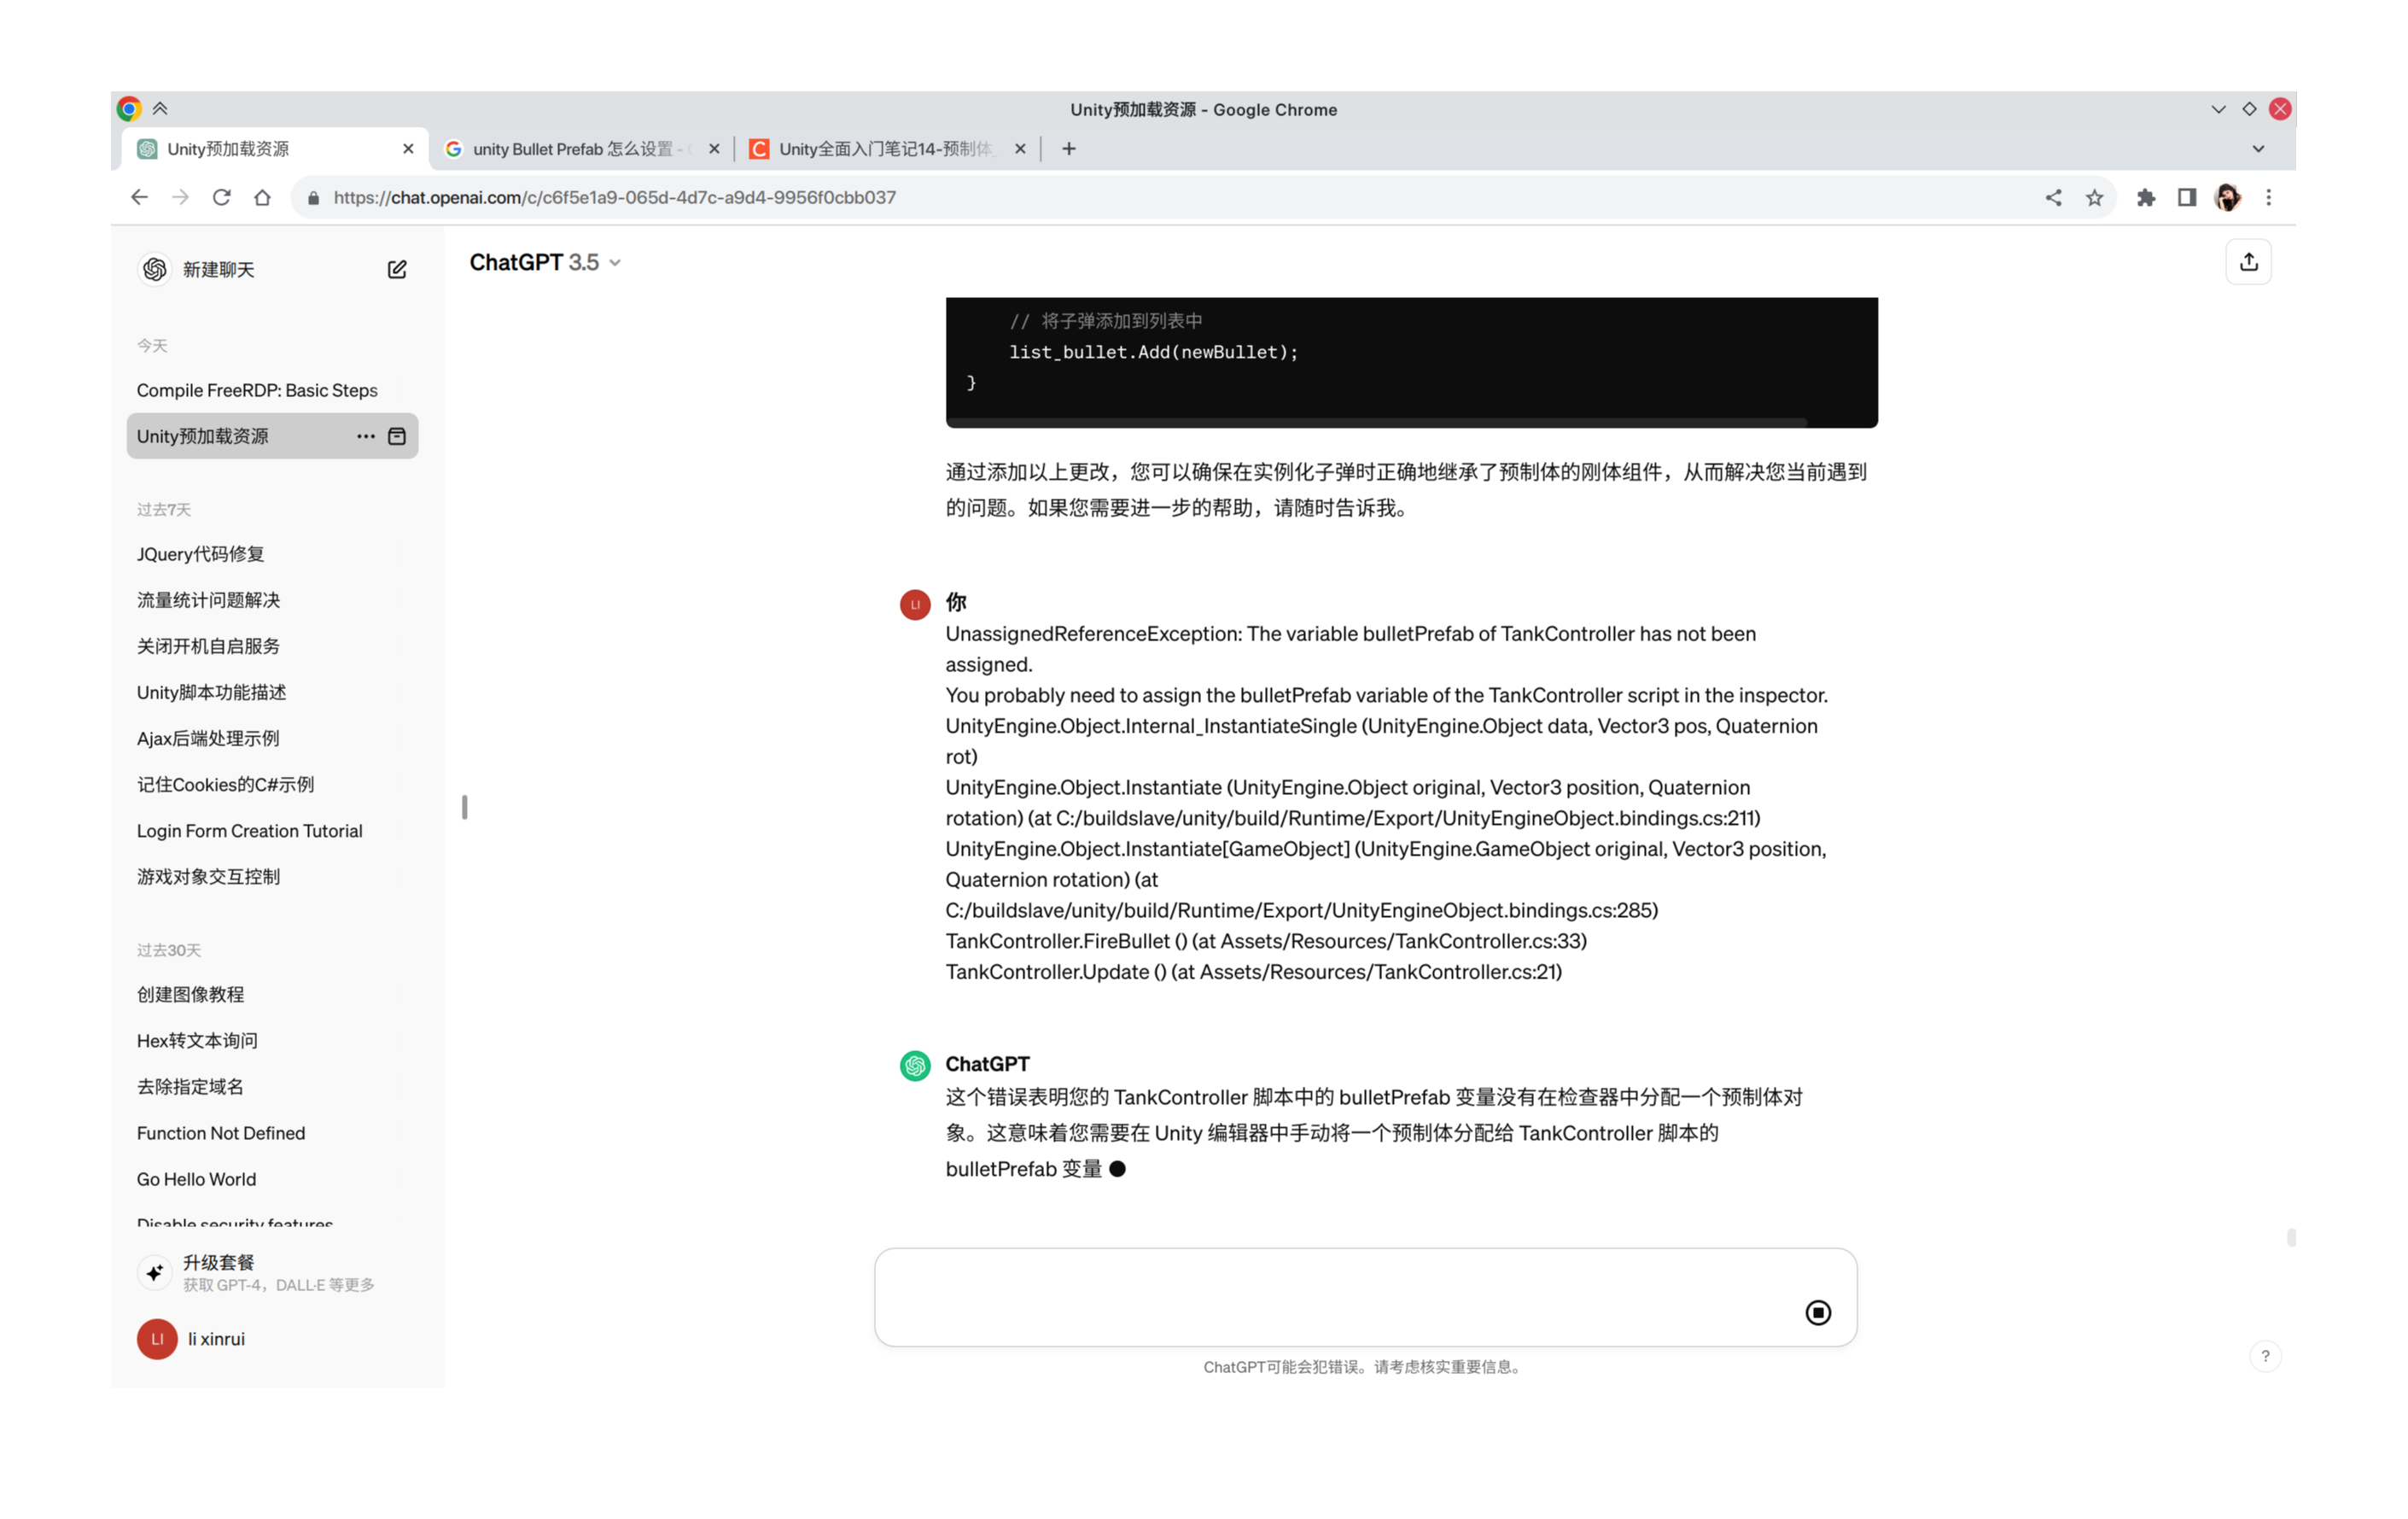 Unity预加载资源 - Google Chrome
Unity预加载资源
unity Bullet Prefab 怎么设置 -
Unity全面入门笔记14-预制体_
https://chat.openai.com/c/c6f5e1a9-065d-4d7c-a9d4-9956f0cbb037
新建聊天
今天
Compile FreeRDP: Basic Steps
Unity预加载资源
过去7天
JQuery代码修复
流量统计问题解决
关闭开机自启服务
Unity脚本功能描述
Ajax后端处理示例
记住Cookies的C#示例
Login Form Creation Tutorial
游戏对象交互控制
过去30天
创建图像教程
Hex转文本询问
去除指定域名
Function Not Defined
Go Hello World
Disable security features
升级套餐
获取 GPT-4，DALL·E 等更多
LI
li xinrui
ChatGPT 3.5
// 将子弹添加到列表中
list_bullet.Add(newBullet);
}
通过添加以上更改，您可以确保在实例化子弹时正确地继承了预制体的刚体组件，从而解决您当前遇到
的问题。如果您需要进一步的帮助，请随时告诉我。
LI
你
UnassignedReferenceException: The variable bulletPrefab of TankController has not been
assigned.
You probably need to assign the bulletPrefab variable of the TankController script in the inspector.
UnityEngine.Object.Internal_InstantiateSingle (UnityEngine.Object data, Vector3 pos, Quaternion
rot)
UnityEngine.Object.Instantiate (UnityEngine.Object original, Vector3 position, Quaternion
rotation) (at C:/buildslave/unity/build/Runtime/Export/UnityEngineObject.bindings.cs:211)
UnityEngine.Object.Instantiate[GameObject] (UnityEngine.GameObject original, Vector3 position,
Quaternion rotation) (at
C:/buildslave/unity/build/Runtime/Export/UnityEngineObject.bindings.cs:285)
TankController.FireBullet () (at Assets/Resources/TankController.cs:33)
TankController.Update () (at Assets/Resources/TankController.cs:21)
ChatGPT
这个错误表明您的 TankController 脚本中的 bulletPrefab 变量没有在检查器中分配一个预制体对
象。这意味着您需要在 Unity 编辑器中手动将一个预制体分配给 TankController 脚本的
bulletPrefab 变量
ChatGPT可能会犯错误。请考虑核实重要信息。
?